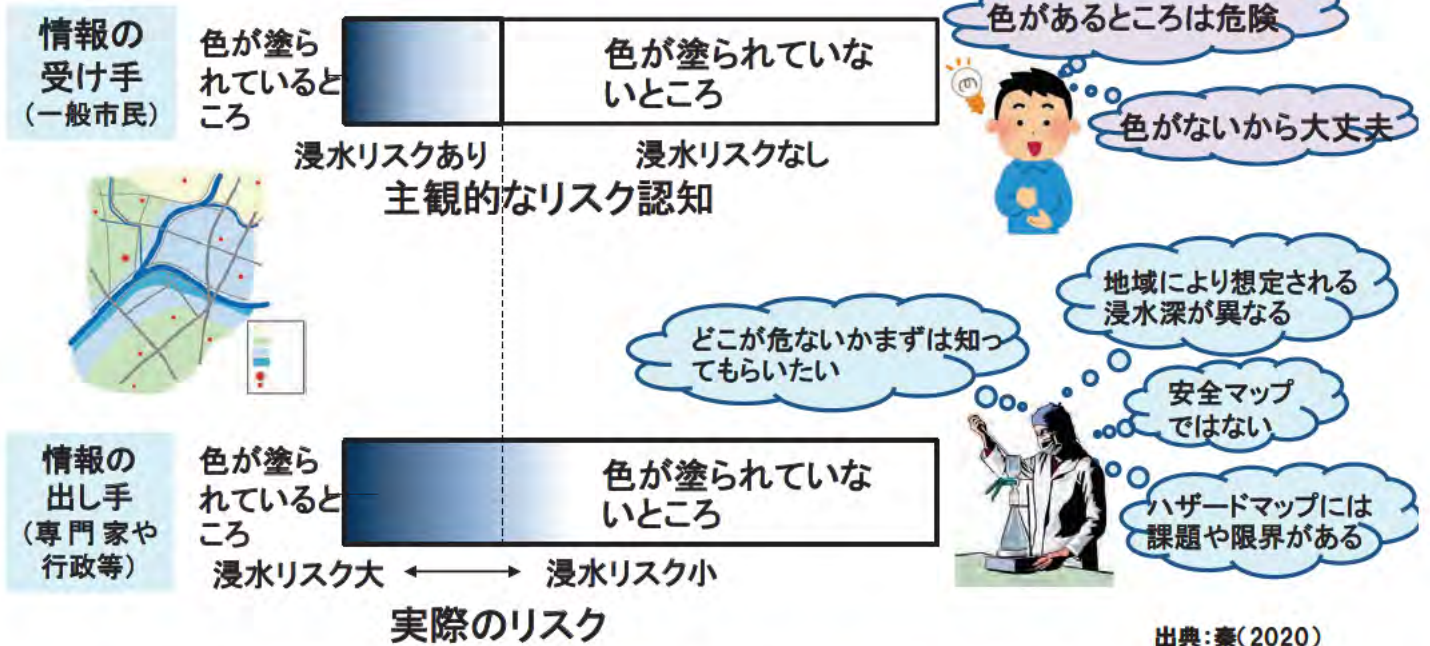 情報の
受け手
(一般市民)
色が塗ら
れていると
ころ
色が塗られていな
いところ
浸水リスクあり
浸水リスクなし
主観的なリスク認知
色があるところは危険
色がないから大丈夫
地域により想定される
浸水深が異なる
どこが危ないかまずは知っ
てもらいたい
安全マップ
ではない
ハザードマップには
課題や限界がある
情報の
出し手
(専門家や
行政等)
色が塗ら
れていると
ころ
色が塗られていな
いところ
浸水リスク大
浸水リスク小
実際のリスク
出典:秦(2020)